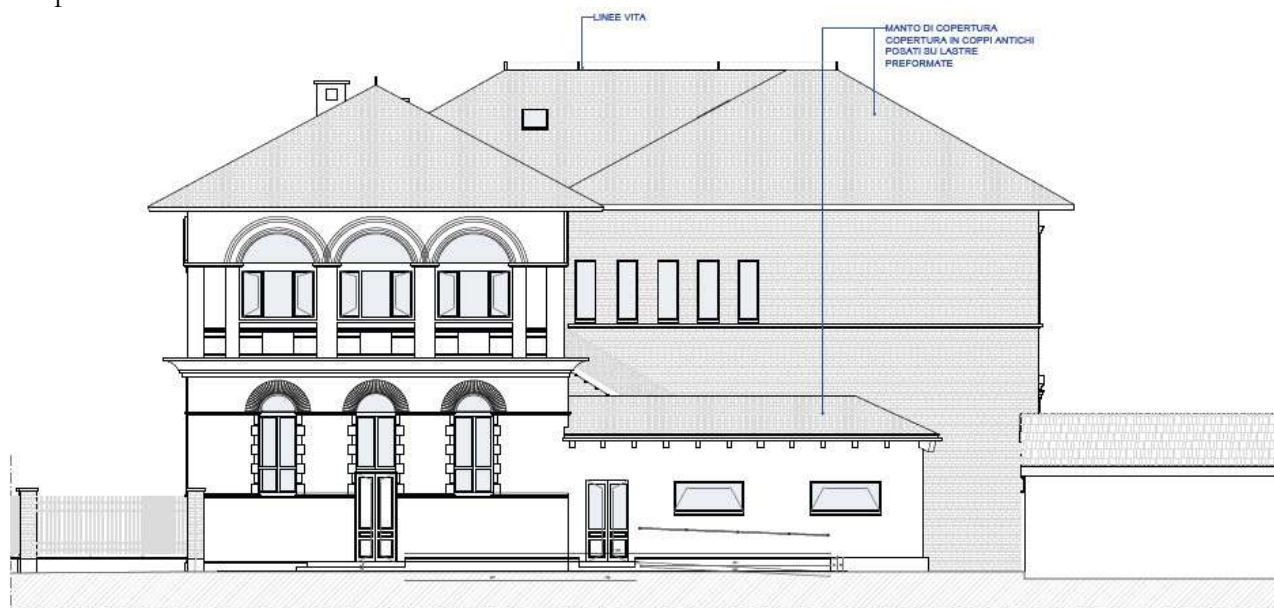 LINEE VITA
MANTO DI COPERTURA
COPERTURA IN COPPI ANTICHI
POSATI SU LASTRE
PREFORMATE